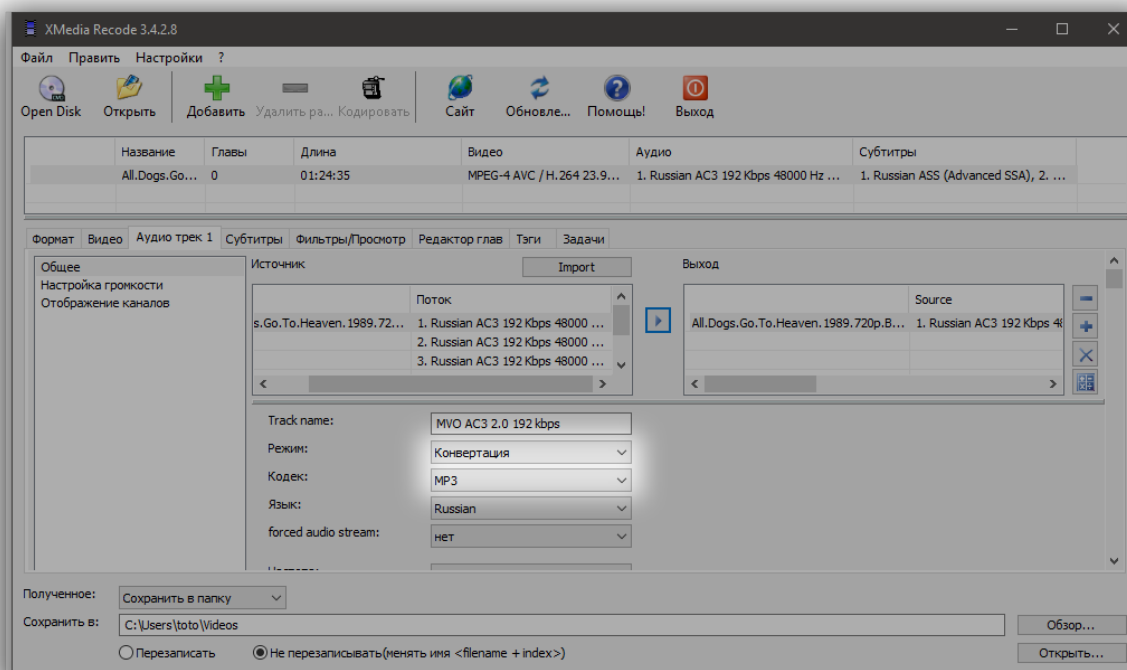 XMedia Recode 3.4.2.8
Файл Править Настройки ?
Open Disk Открыть Добавить Удалить ра... Кодировать Сайт Обновле... Помощь! Выход
Название Главы Длина Видео Аудио Субтитры
All.Dogs.Go... 0 01:24:35 MPEG-4 AVC / H.264 23.9... 1. Russian AC3 192 Kbps 48000 Hz ... 1. Russian ASS (Advanced SSA), 2. ...
Формат Видео Аудио трек 1 Субтитры Фильтры/Просмотр Редактор глав Тэги Задачи
Общее
Настройка громкости
Отображение каналов
Источник Import Выход
Поток Source
s.Go.To.Heaven.1989.72... 1. Russian AC3 192 Kbps 48000 ... All.Dogs.Go.To.Heaven.1989.720p.B... 1. Russian AC3 192 Kbps 48
2. Russian AC3 192 Kbps 48000 ...
3. Russian AC3 192 Kbps 48000 ...
Track name: MVO AC3 2.0 192 kbps
Режим: Конвертация
Кодек: MP3
Язык: Russian
forced audio stream: нет
Полученное: Сохранить в папку
Сохранить в: C:\Users\toto\Videos Обзор...
Перезаписать Не перезаписывать(менять имя <filename + index>) Открыть...